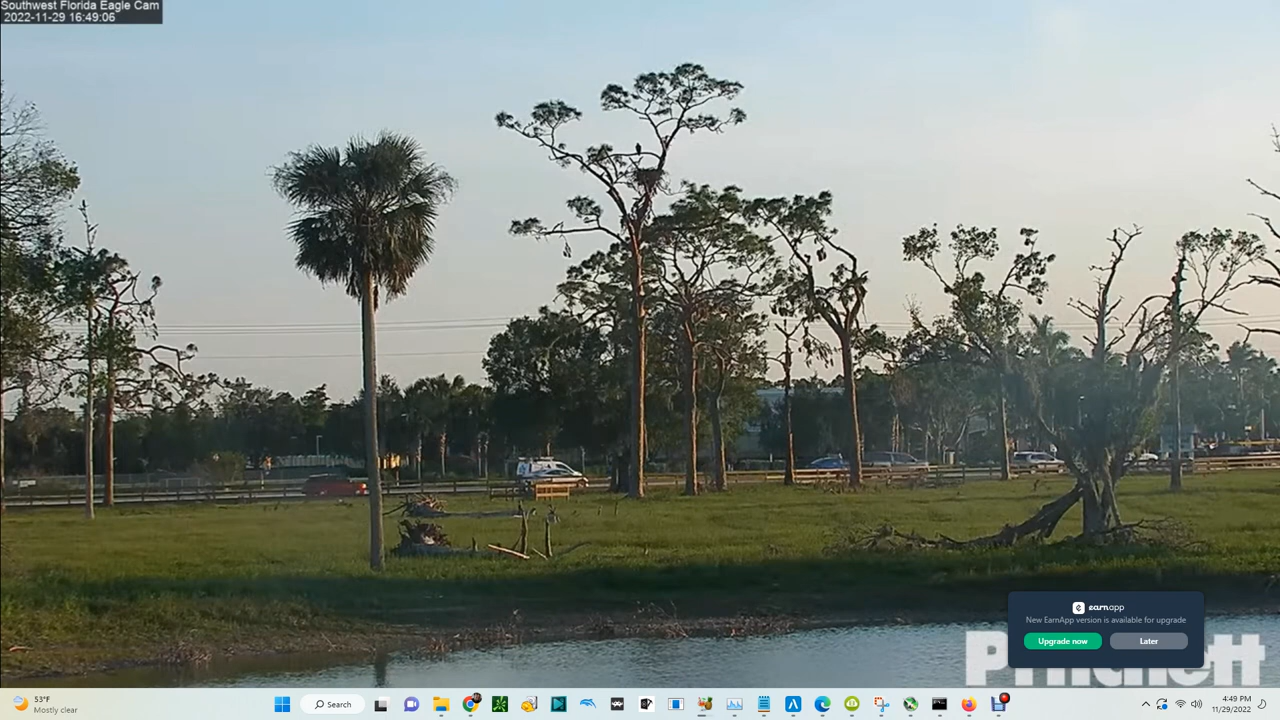 Southwest Florida Eagle Cam
2022-11-29 16:49:06
earnapp
New EarnApp version is available for upgrade
Upgrade now
Later
53°F
Mostly clear
Search
4:49 PM
11/29/2022